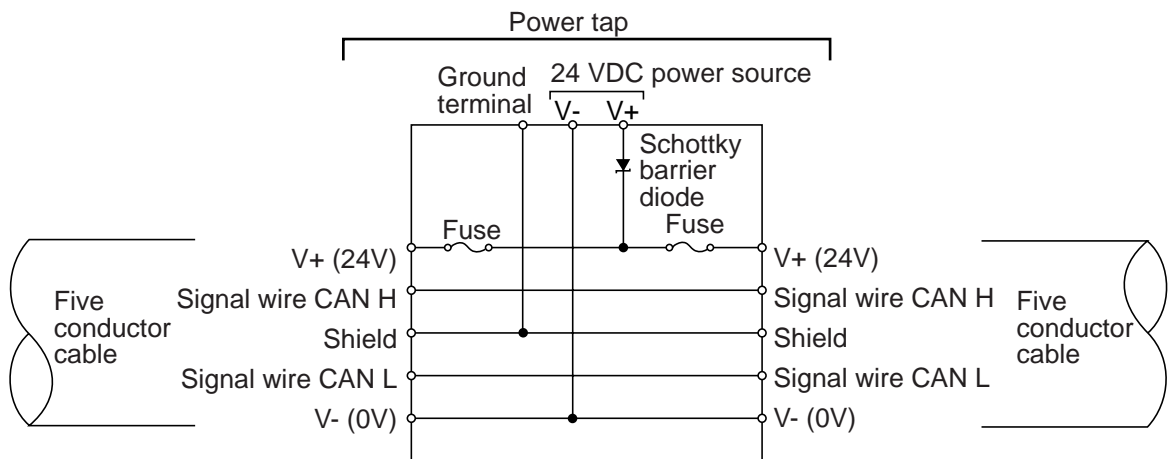 Power tap
Ground
terminal
24 VDC power source
V-
V+
Schottky
barrier
diode
Fuse
Fuse
V+ (24V)
V+ (24V)
Signal wire CAN H
Signal wire CAN H
Five
conductor
cable
Five
conductor
cable
Shield
Shield
Signal wire CAN L
Signal wire CAN L
V- (0V)
V- (0V)